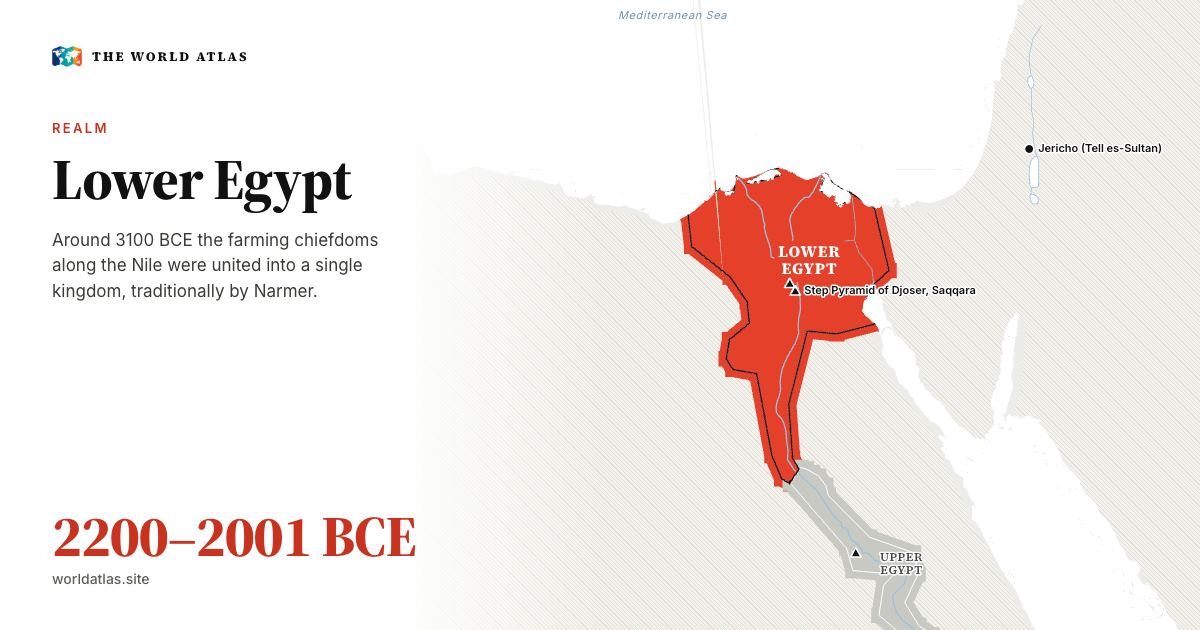 THE WORLD ATLAS
REALM
Lower Egypt
Around 3100 BCE the farming chiefdoms
along the Nile were united into a single
kingdom, traditionally by Narmer.
2200–2001 BCE
worldatlas.site
Mediterranean Sea
Jericho (Tell es-Sultan)
LOWER
EGYPT
Step Pyramid of Djoser, Saqqara
UPPER
EGYPT